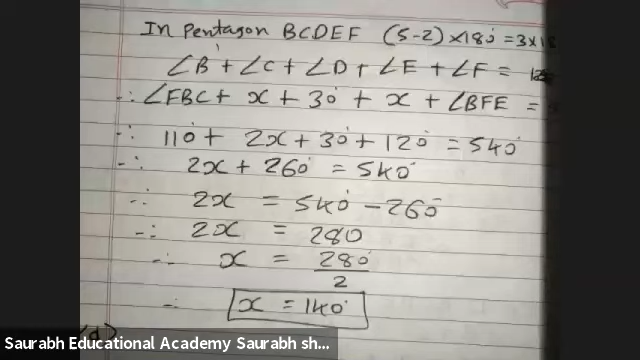 In Pentagon BCDEF (5-2)×180°=3×18
∠B + ∠C + ∠D + ∠E + ∠F =
∴ ∠FBC + x + 30° + x + ∠BFE =
∴ 110° + 2x + 30° + 120° = 540°
∴ 2x + 260° = 540°
∴ 2x = 540° - 260°
∴ 2x = 280
∴ x = 280°/2
∴ x = 140°
(d)
Saurabh Educational Academy Saurabh sh...